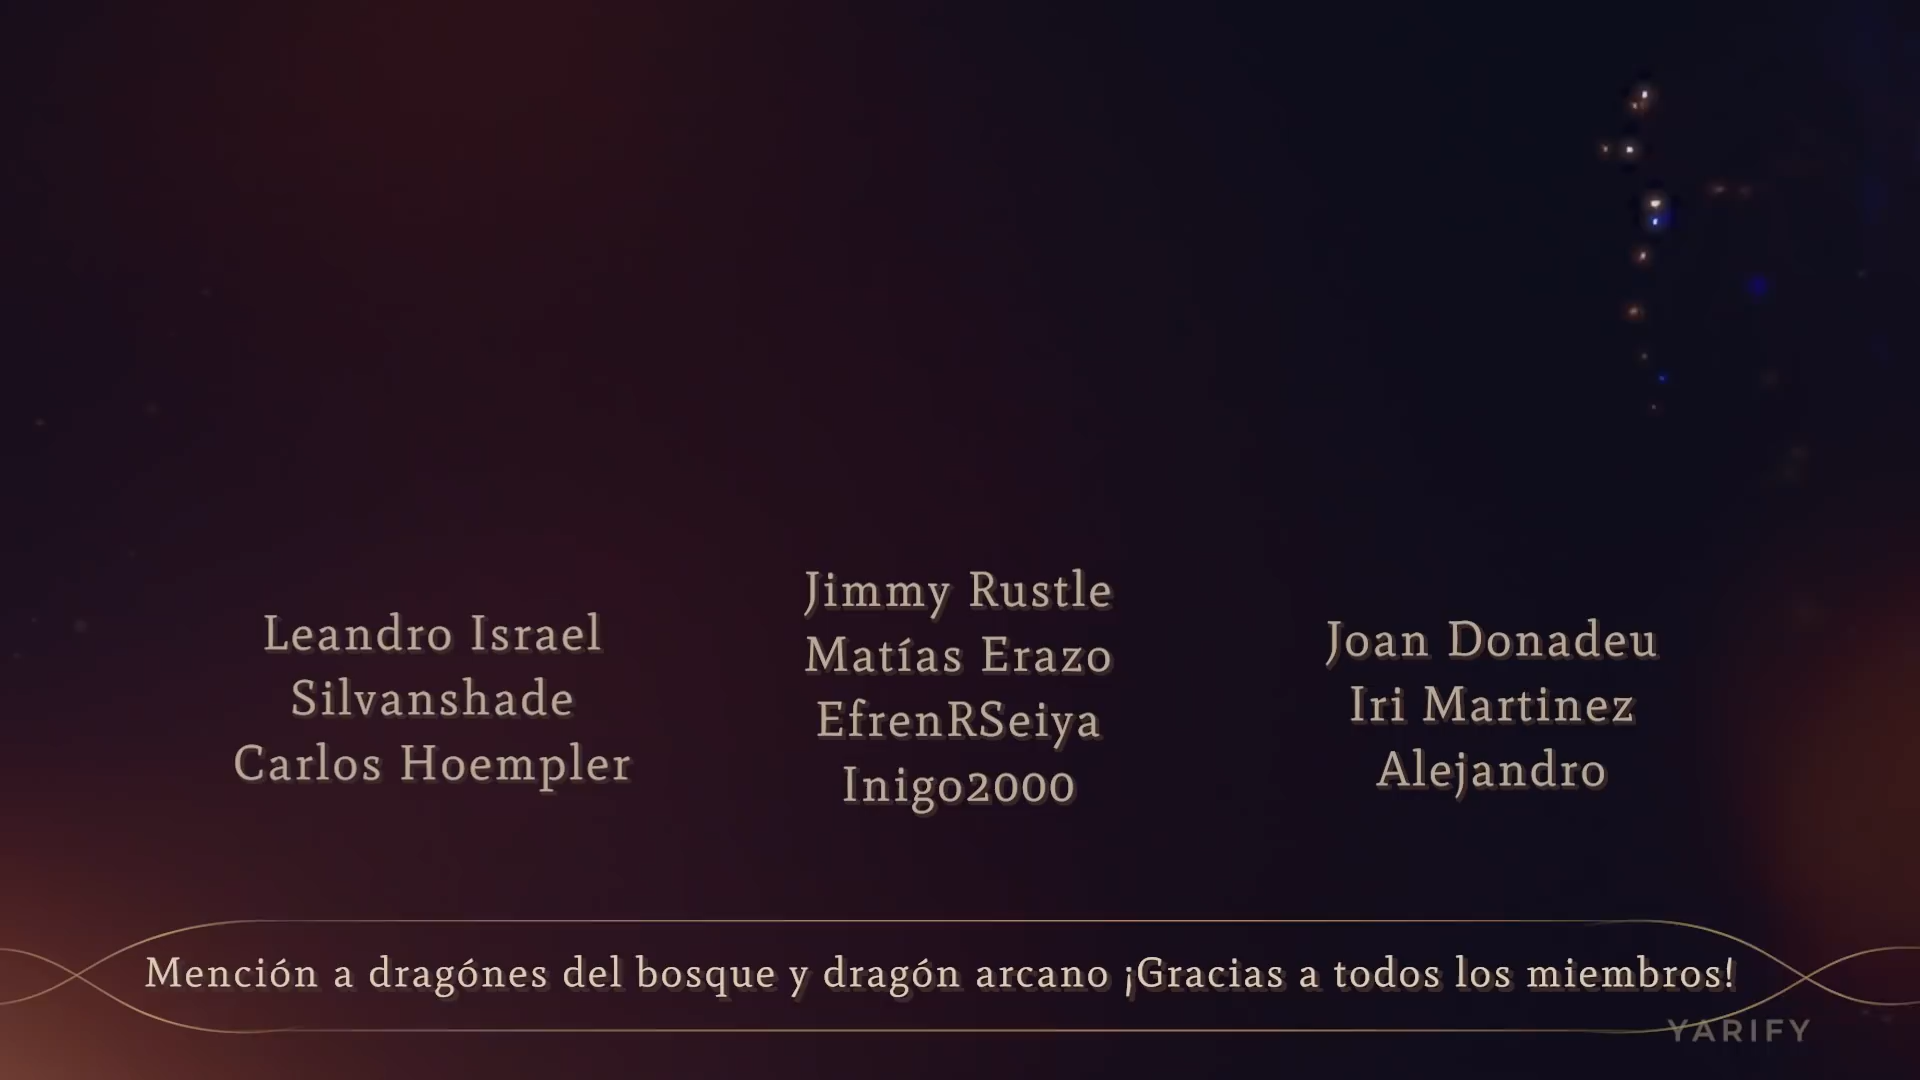 Leandro Israel
Silvanshade
Carlos Hoempler
Jimmy Rustle
Matías Erazo
EfrenRSeiya
Inigo2000
Joan Donadeu
Iri Martinez
Alejandro
Mención a dragónes del bosque y dragón arcano ¡Gracias a todos los miembros!
YARIFY